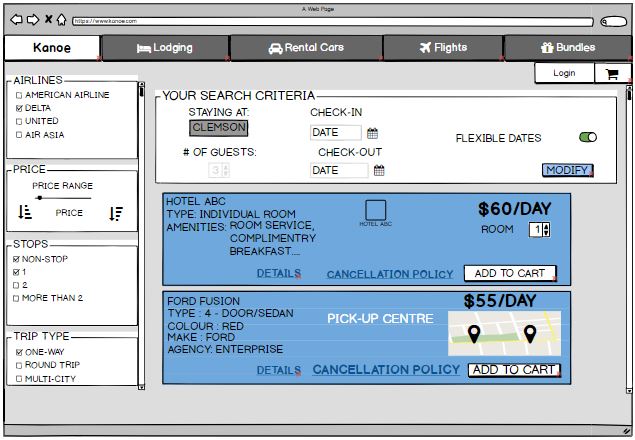 A Web Page
https://www.kanoe.com
Kanoe
Lodging
Rental Cars
Flights
Bundles
Login
AIRLINES
AMERICAN AIRLINE
DELTA
UNITED
AIR ASIA
PRICE
PRICE RANGE
PRICE
STOPS
NON-STOP
1
2
MORE THAN 2
TRIP TYPE
ONE-WAY
ROUND TRIP
MULTI-CITY
YOUR SEARCH CRITERIA
STAYING AT:
CLEMSON
CHECK-IN
DATE
# OF GUESTS:
3
CHECK-OUT
DATE
FLEXIBLE DATES
MODIFY
HOTEL ABC
TYPE: INDIVIDUAL ROOM
AMENITIES: ROOM SERVICE,
COMPLIMENTRY
BREAKFAST....
HOTEL ABC
$60/DAY
ROOM 1
DETAILS
CANCELLATION POLICY
ADD TO CART
FORD FUSION
TYPE : 4 - DOOR/SEDAN
COLOUR : RED
MAKE : FORD
AGENCY: ENTERPRISE
PICK-UP CENTRE
$55/DAY
DETAILS
CANCELLATION POLICY
ADD TO CART